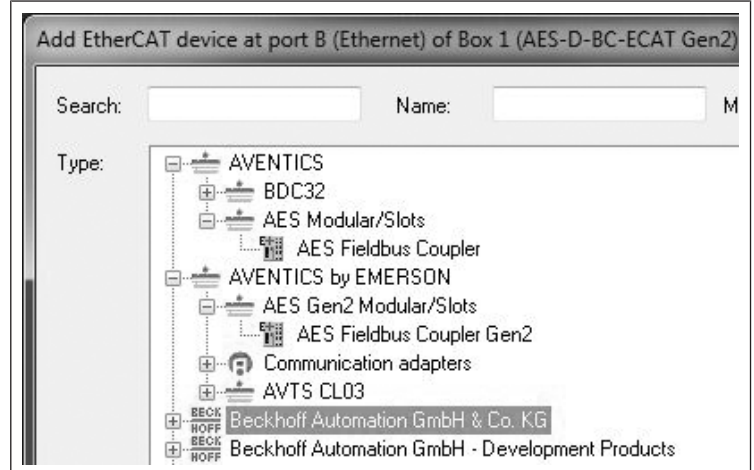 Add EtherCAT device at port B (Ethernet) of Box 1 (AES-D-BC-ECAT Gen2)
Search: Name: M
Type: AVENTICS
BDC32
AES Modular/Slots
AES Fieldbus Coupler
AVENTICS by EMERSON
AES Gen2 Modular/Slots
AES Fieldbus Coupler Gen2
Communication adapters
AVTS CL03
BECK HOFF Beckhoff Automation GmbH & Co. KG
BECK HOFF Beckhoff Automation GmbH - Development Products